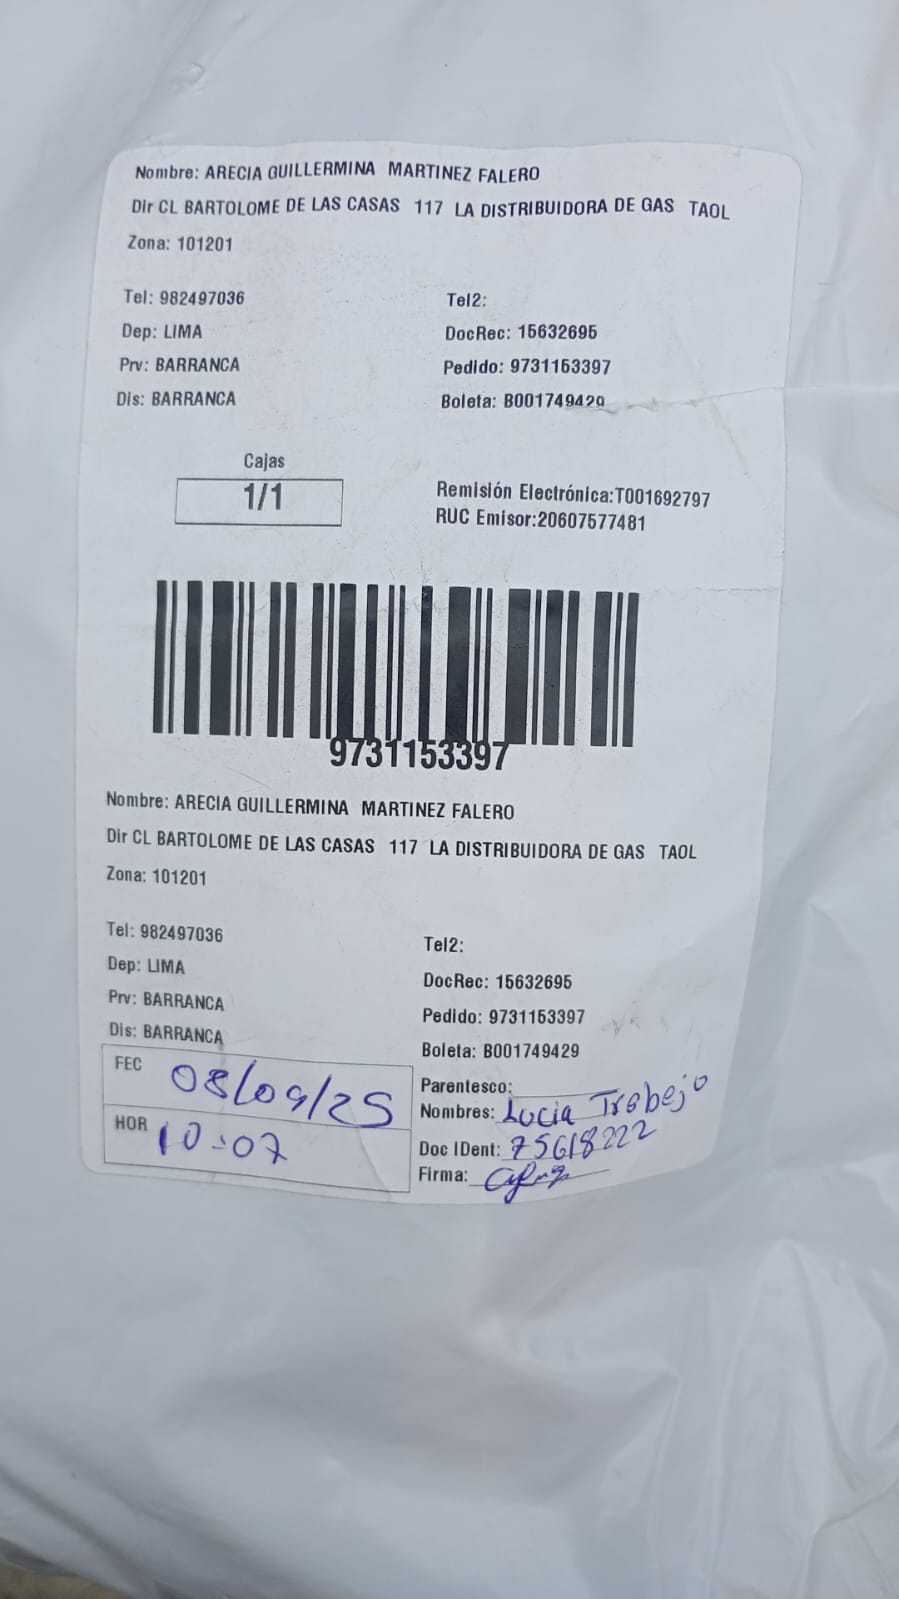 Nombre: ARECIA GUILLERMINA MARTINEZ FALERO
Dir CL BARTOLOME DE LAS CASAS 117 LA DISTRIBUIDORA DE GAS TAOL
Zona: 101201
Tel: 982497036 Tel2:
Dep: LIMA DocRec: 15632695
Prv: BARRANCA Pedido: 9731153397
Dis: BARRANCA Boleta: B001749429
Cajas
1/1
Remisión Electrónica:T001692797
RUC Emisor:20607577481
9731153397
Nombre: ARECIA GUILLERMINA MARTINEZ FALERO
Dir CL BARTOLOME DE LAS CASAS 117 LA DISTRIBUIDORA DE GAS TAOL
Zona: 101201
Tel: 982497036 Tel2:
Dep: LIMA DocRec: 15632695
Prv: BARRANCA Pedido: 9731153397
Dis: BARRANCA Boleta: B001749429
FEC 08/09/25
HOR 10:07
Parentesco:
Nombres: Lucia Trabejo
Doc IDent: 75618222
Firma: